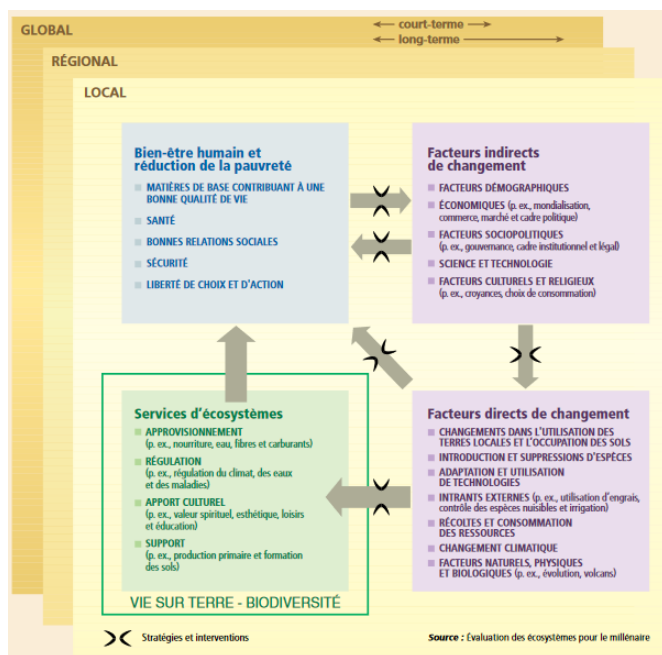 GLOBAL
court-terme
long-terme
RÉGIONAL
LOCAL
Bien-être humain et
réduction de la pauvreté
MATIÈRES DE BASE CONTRIBUANT À UNE
BONNE QUALITÉ DE VIE
SANTÉ
BONNES RELATIONS SOCIALES
SÉCURITÉ
LIBERTÉ DE CHOIX ET D'ACTION
Facteurs indirects
de changement
FACTEURS DÉMOGRAPHIQUES
ÉCONOMIQUES (p. ex., mondialisation,
commerce, marché et cadre politique)
FACTEURS SOCIOPOLITIQUES
(p. ex., gouvernance, cadre institutionnel et légal)
SCIENCE ET TECHNOLOGIE
FACTEURS CULTURELS ET RELIGIEUX
(p. ex., croyances, choix de consommation)
Services d'écosystèmes
APPROVISIONNEMENT
(p. ex., nourriture, eau, fibres et carburants)
RÉGULATION
(p. ex., régulation du climat, des eaux
et des maladies)
APPORT CULTUREL
(p. ex., valeur spirituel, esthétique, loisirs
et éducation)
SUPPORT
(p. ex., production primaire et formation
des sols)
VIE SUR TERRE - BIODIVERSITÉ
Facteurs directs de changement
CHANGEMENTS DANS L'UTILISATION DES
TERRES LOCALES ET L'OCCUPATION DES SOLS
INTRODUCTION ET SUPPRESSIONS D'ESPÈCES
ADAPTATION ET UTILISATION
DE TECHNOLOGIES
INTRANTS EXTERNES (p. ex., utilisation d'engrais,
contrôle des espèces nuisibles et irrigation)
RÉCOLTES ET CONSOMMATION
DES RESSOURCES
CHANGEMENT CLIMATIQUE
FACTEURS NATURELS, PHYSIQUES
ET BIOLOGIQUES (p. ex., évolution, volcans)
Stratégies et interventions
Source : Évaluation des écosystèmes pour le millénaire